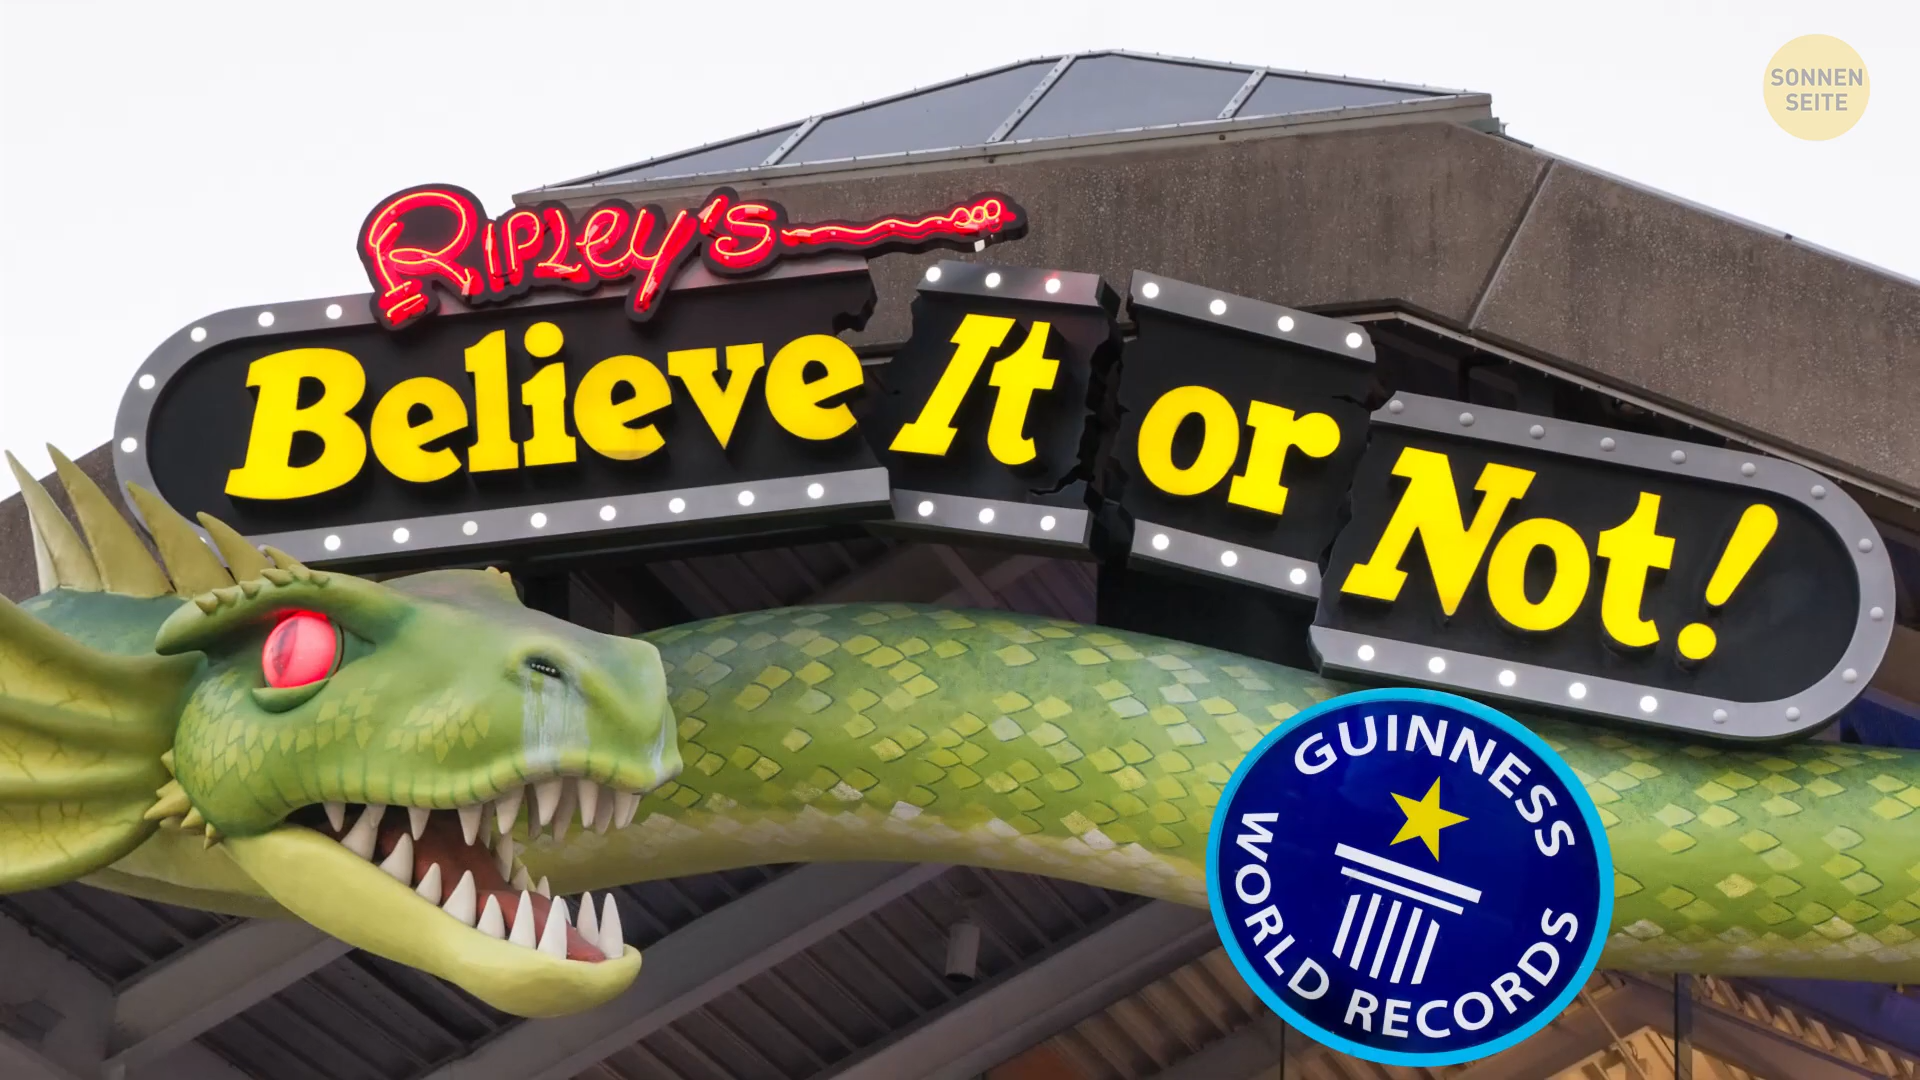 SONNEN
SEITE
Ripley's
Believe It or Not!
GUINNESS
WORLD RECORDS